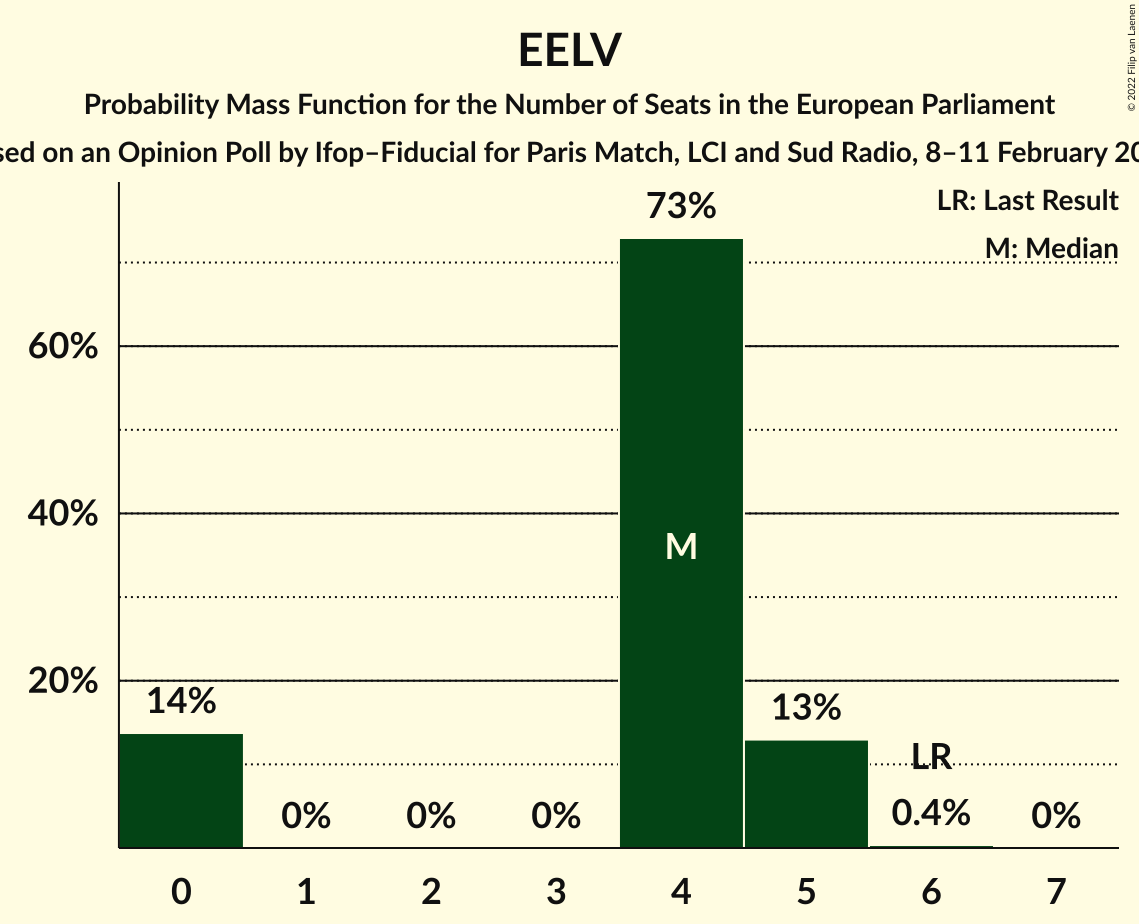 EELV
Probability Mass Function for the Number of Seats in the European Parliament
on an Opinion Poll by Ifop–Fiducial for Paris Match, LCI and Sud Radio, 8–11 February
© 2022 Filip van Laenen
LR: Last Result
M: Median
73%
60%
40%
M
20%
14%
13%
LR
0% 0% 0% 0.4% 0%
0 1 2 3 4 5 6 7